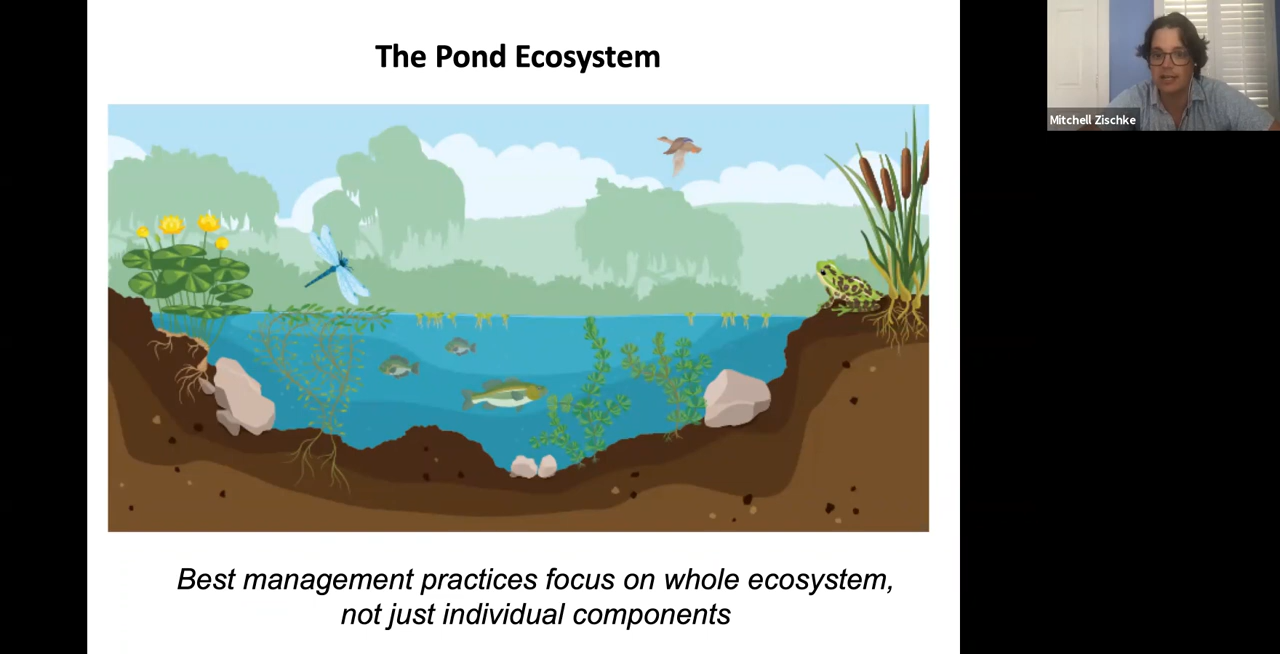 The Pond Ecosystem
Mitchell Zischke
Best management practices focus on whole ecosystem,
not just individual components